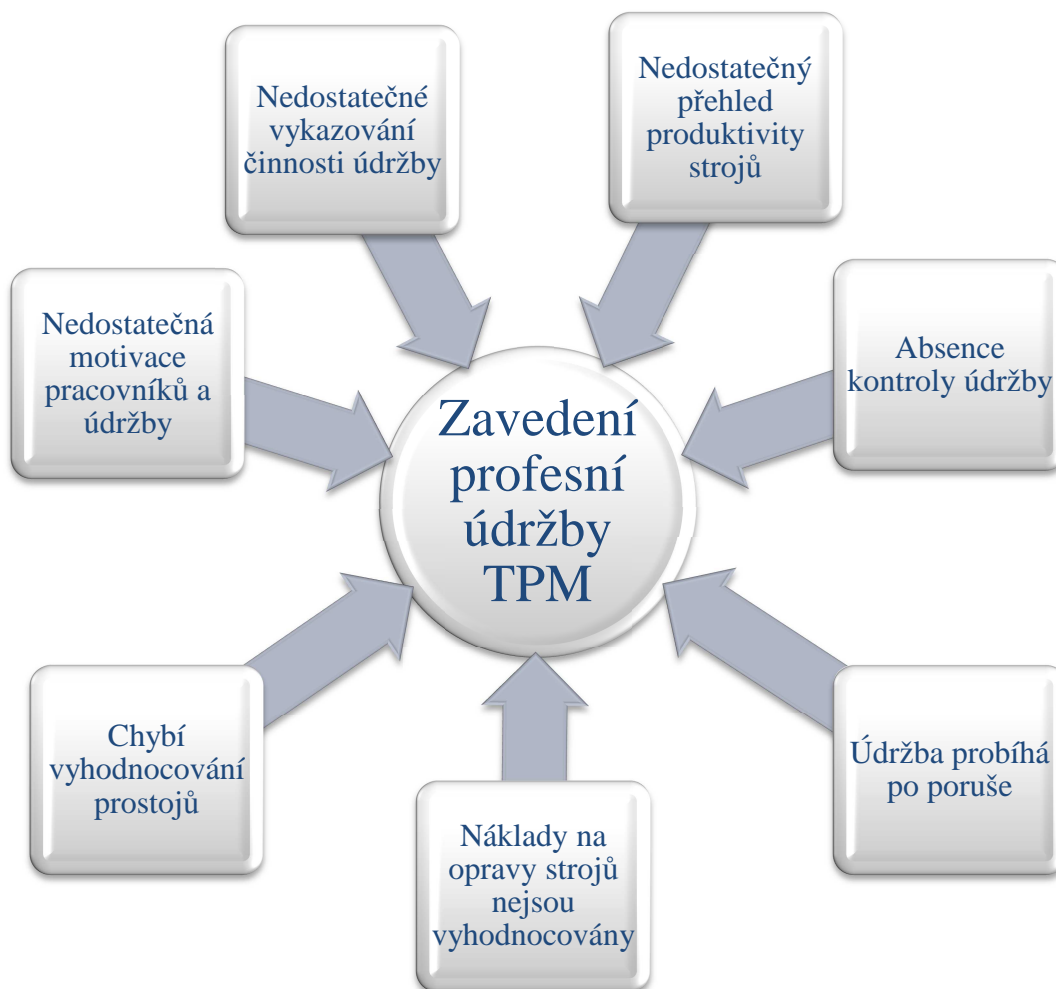 Nedostatečné
vykazování
činnosti údržby
Nedostatečný
přehled
produktivity
strojů
Nedostatečná
motivace
pracovníků a
údržby
Absence
kontroly údržby
Zavedení
profesní
údržby
TPM
Chybí
vyhodnocování
prostojů
Údržba probíhá
po poruše
Náklady na
opravy strojů
nejsou
vyhodnocovány